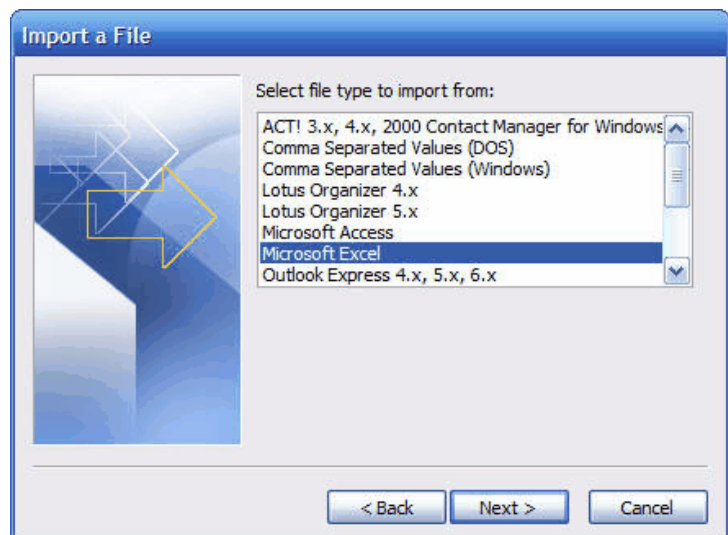 Import a File
Select file type to import from:
ACT! 3.x, 4.x, 2000 Contact Manager for Windows
Comma Separated Values (DOS)
Comma Separated Values (Windows)
Lotus Organizer 4.x
Lotus Organizer 5.x
Microsoft Access
Microsoft Excel
Outlook Express 4.x, 5.x, 6.x
< Back Next > Cancel